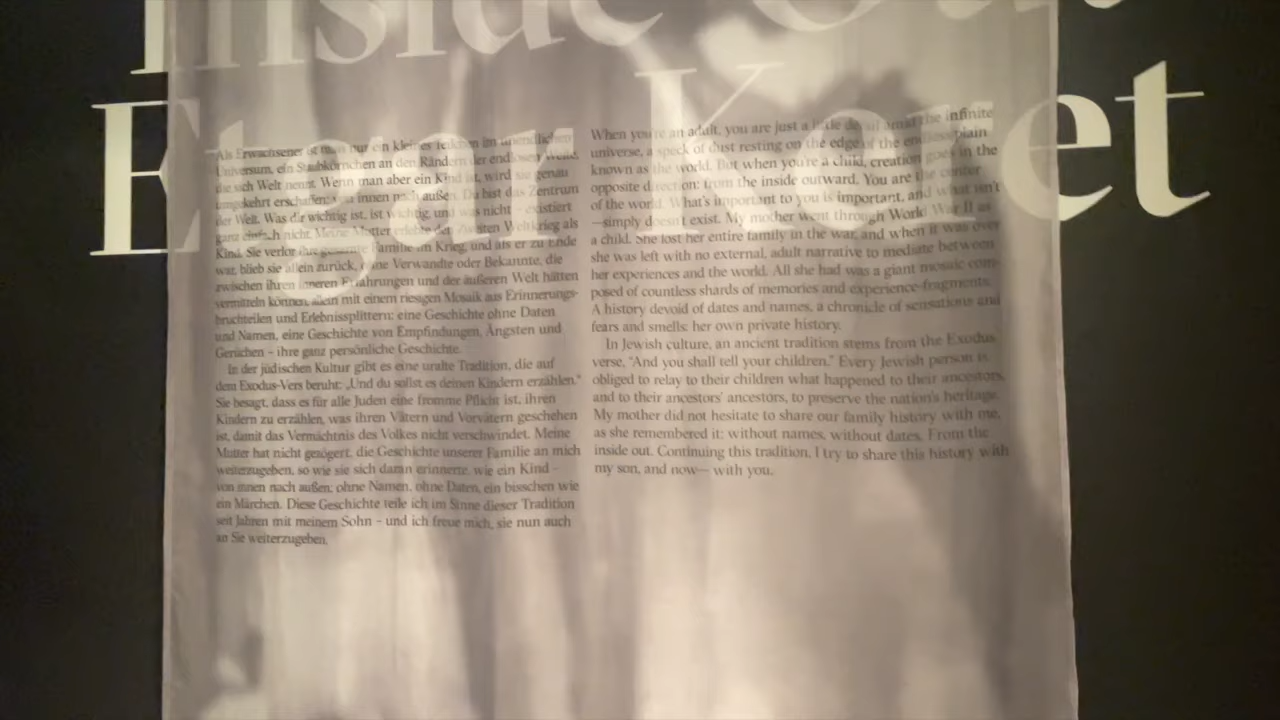 Inside Out
Etgar Keret
Als Erwachsener ist man nur ein kleines Teilchen im unendlichen
Universum, ein Staubkörnchen an den Rändern der endlosen Weite,
die sich Welt nennt. Wenn man aber ein Kind ist, wird sie genau
umgekehrt erschaffen: von innen nach außen. Du bist das Zentrum
der Welt. Was dir wichtig ist, ist wichtig, und was nicht – existiert
ganz einfach nicht. Meine Mutter erlebte den Zweiten Weltkrieg als
Kind. Sie verlor ihre gesamte Familie im Krieg, und als er zu Ende
war, blieb sie allein zurück, ohne Verwandte oder Bekannte, die
zwischen ihren inneren Erfahrungen und der äußeren Welt hätten
vermitteln können, allein mit einem riesigen Mosaik aus Erinnerungs-
bruchteilen und Erlebnissplittern: eine Geschichte ohne Daten
und Namen, eine Geschichte von Empfindungen, Ängsten und
Gerüchen – ihre ganz persönliche Geschichte.
In der jüdischen Kultur gibt es eine uralte Tradition, die auf
dem Exodus-Vers beruht: „Und du sollst es deinen Kindern erzählen.“
Sie besagt, dass es für alle Juden eine fromme Pflicht ist, ihren
Kindern zu erzählen, was ihren Vätern und Vorvätern geschehen
ist, damit das Vermächtnis des Volkes nicht verschwindet. Meine
Mutter hat nicht gezögert, die Geschichte unserer Familie an mich
weiterzugeben, so wie sie sich daran erinnerte, wie ein Kind –
von innen nach außen; ohne Namen, ohne Daten, ein bisschen wie
ein Märchen. Diese Geschichte teile ich im Sinne dieser Tradition
seit Jahren mit meinem Sohn – und ich freue mich, sie nun auch
an Sie weiterzugeben.
When you're an adult, you are just a little detail amid the infinite
universe, a speck of dust resting on the edge of the endless plain
known as the world. But when you're a child, creation goes in the
opposite direction: from the inside outward. You are the center
of the world. What's important to you is important, and what isn't
—simply doesn't exist. My mother went through World War II as
a child. She lost her entire family in the war, and when it was over
she was left with no external, adult narrative to mediate between
her experiences and the world. All she had was a giant mosaic com-
posed of countless shards of memories and experience-fragments.
A history devoid of dates and names, a chronicle of sensations and
fears and smells: her own private history.
In Jewish culture, an ancient tradition stems from the Exodus
verse, “And you shall tell your children.” Every Jewish person is
obliged to relay to their children what happened to their ancestors,
and to their ancestors' ancestors, to preserve the nation's heritage.
My mother did not hesitate to share our family history with me,
as she remembered it: without names, without dates. From the
inside out. Continuing this tradition, I try to share this history with
my son, and now— with you.